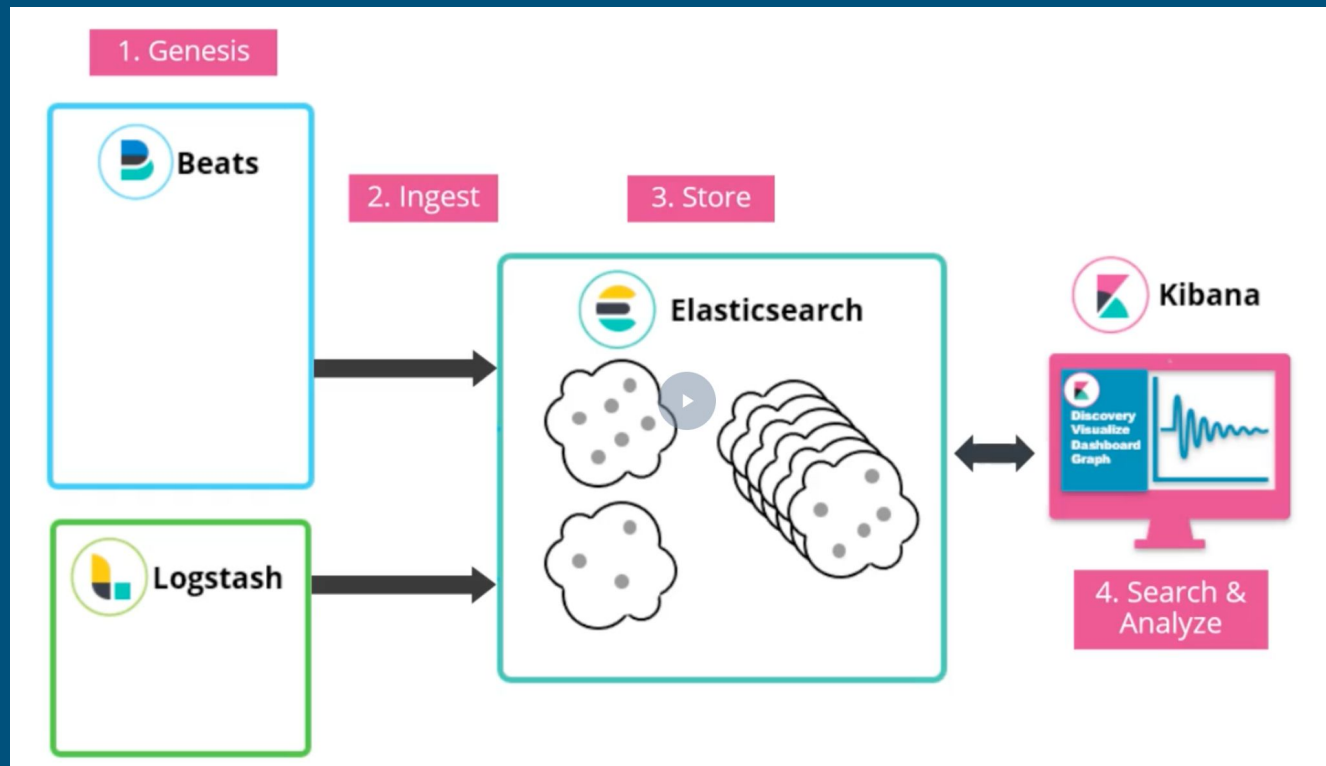 1. Genesis
Beats
2. Ingest
3. Store
Elasticsearch
Kibana
Discovery
Visualize
Dashboard
Graph
Logstash
4. Search &
Analyze